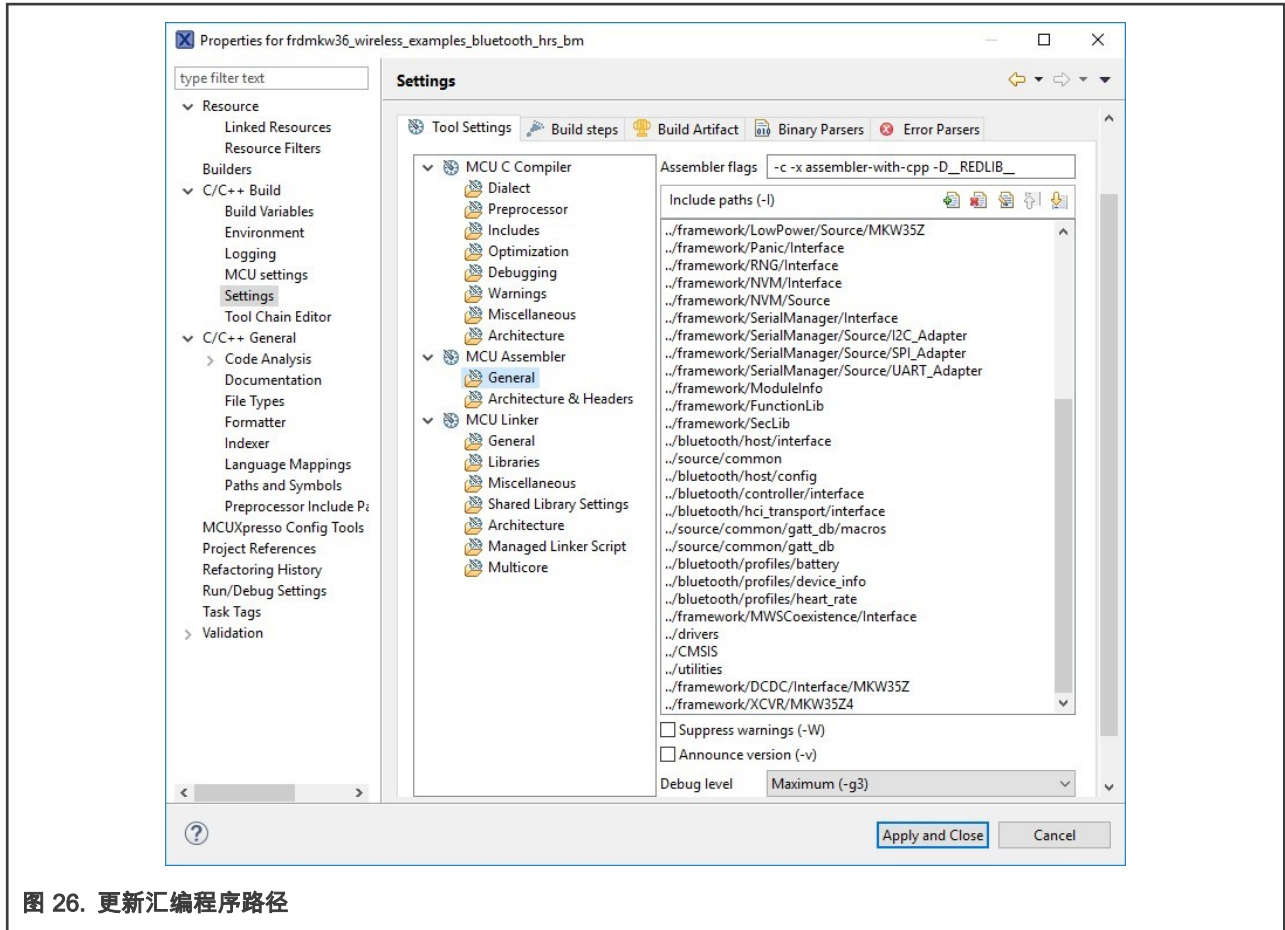 Properties for frdmkw36_wireless_examples_bluetooth_hrs_bm
type filter text
Resource
Linked Resources
Resource Filters
Builders
C/C++ Build
Build Variables
Environment
Logging
MCU settings
Settings
Tool Chain Editor
C/C++ General
Code Analysis
Documentation
File Types
Formatter
Indexer
Language Mappings
Paths and Symbols
Preprocessor Include Pa
MCUXpresso Config Tools
Project References
Refactoring History
Run/Debug Settings
Task Tags
Validation
Settings
Tool Settings Build steps Build Artifact Binary Parsers Error Parsers
MCU C Compiler
Dialect
Preprocessor
Includes
Optimization
Debugging
Warnings
Miscellaneous
Architecture
MCU Assembler
General
Architecture & Headers
MCU Linker
General
Libraries
Miscellaneous
Shared Library Settings
Architecture
Managed Linker Script
Multicore
Assembler flags -c -x assembler-with-cpp -D__REDLIB__
Include paths (-I)
../framework/LowPower/Source/MKW35Z
../framework/Panic/Interface
../framework/RNG/Interface
../framework/NVM/Interface
../framework/NVM/Source
../framework/SerialManager/Interface
../framework/SerialManager/Source/I2C_Adapter
../framework/SerialManager/Source/SPI_Adapter
../framework/SerialManager/Source/UART_Adapter
../framework/ModuleInfo
../framework/FunctionLib
../framework/SecLib
../bluetooth/host/interface
../source/common
../bluetooth/host/config
../bluetooth/controller/interface
../bluetooth/hci_transport/interface
../source/common/gatt_db/macros
../source/common/gatt_db
../bluetooth/profiles/battery
../bluetooth/profiles/device_info
../bluetooth/profiles/heart_rate
../framework/MWSCoexistence/Interface
../drivers
../CMSIS
../utilities
../framework/DCDC/Interface/MKW35Z
../framework/XCVR/MKW35Z4
Suppress warnings (-W)
Announce version (-v)
Debug level Maximum (-g3)
Apply and Close Cancel
图 26. 更新汇编程序路径